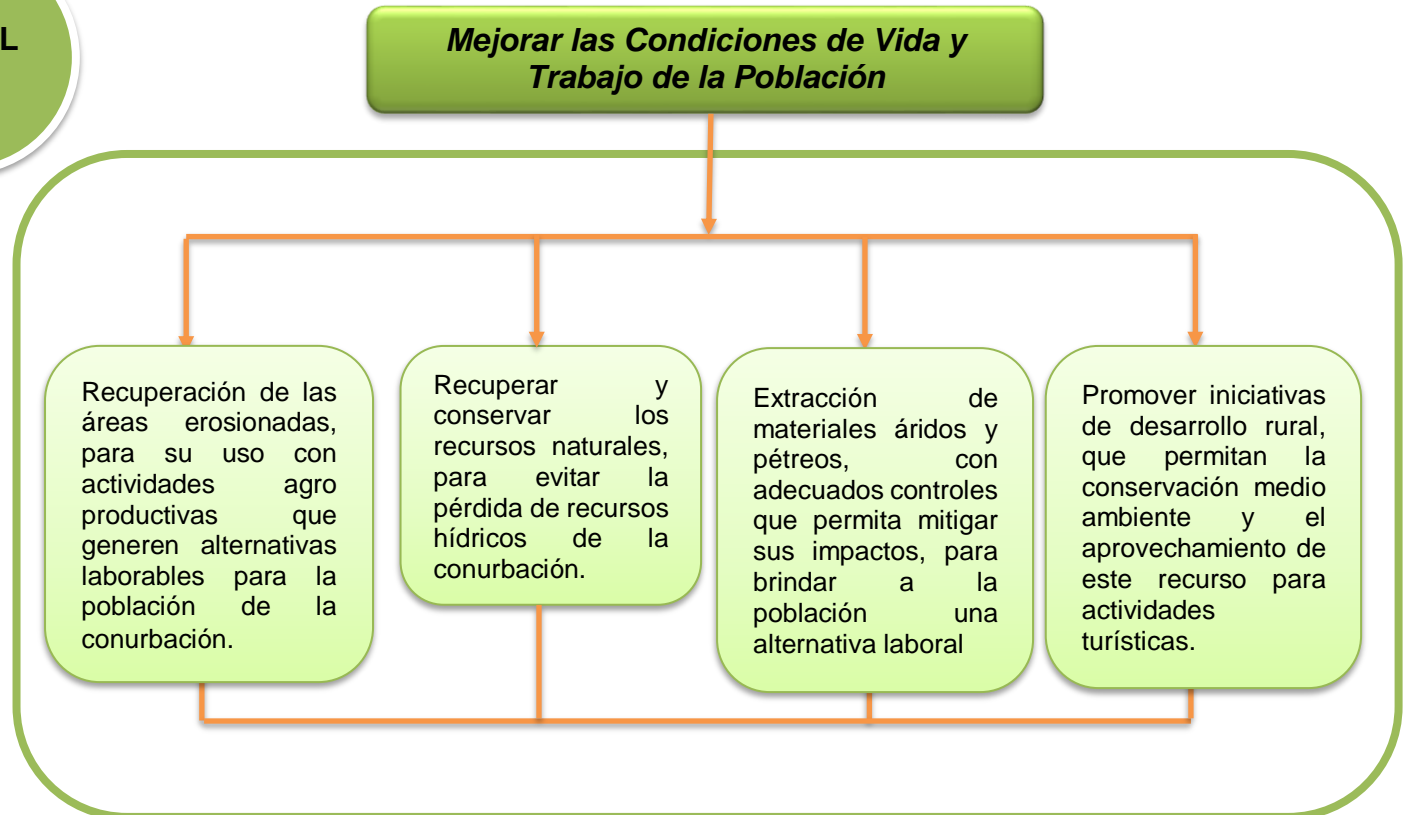 L
Mejorar las Condiciones de Vida y
Trabajo de la Población
Recuperación de las
áreas erosionadas,
para su uso con
actividades agro
productivas que
generen alternativas
laborables para la
población de la
conurbación.
Recuperar y
conservar los
recursos naturales,
para evitar la
pérdida de recursos
hídricos de la
conurbación.
Extracción de
materiales áridos y
pétreos, con
adecuados controles
que permita mitigar
sus impactos, para
brindar a la
población una
alternativa laboral
Promover iniciativas
de desarrollo rural,
que permitan la
conservación medio
ambiente y el
aprovechamiento de
este recurso para
actividades
turísticas.